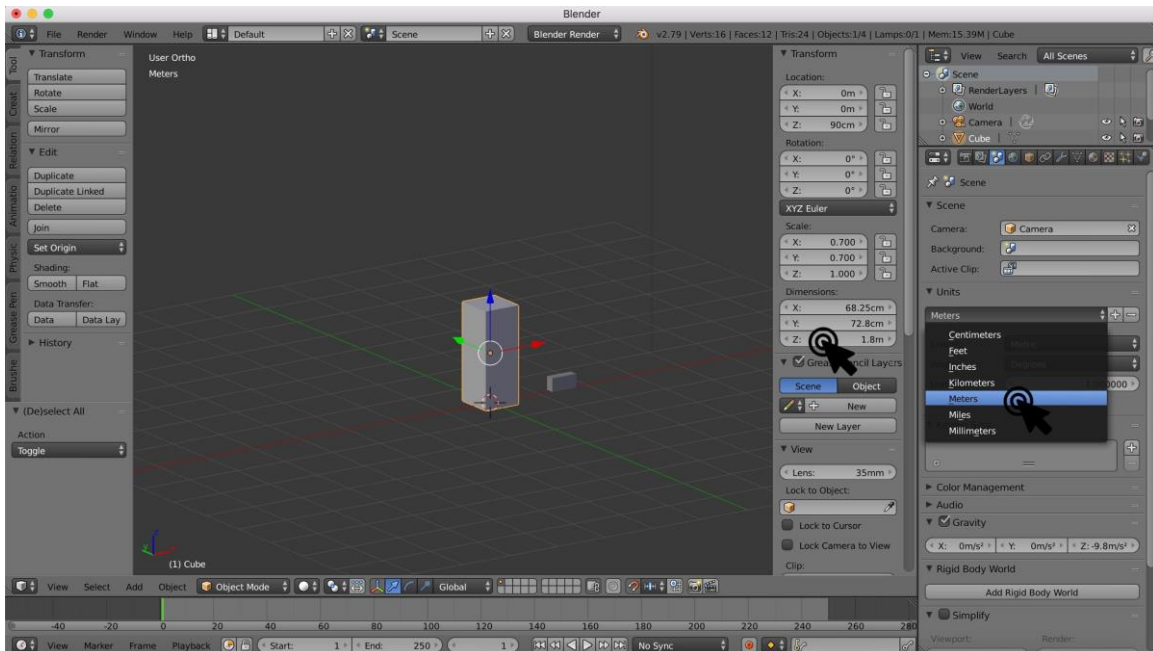 Blender
File Render Window Help Default Scene Blender Render v2.79 | Verts:16 | Faces:12 | Tris:24 | Objects:1/4 | Lamps:0/1 | Mem:15.39M | Cube
Tool
Creat
Relation
Animatio
Physic
Grease Pen
Brushe
Transform
Translate
Rotate
Scale
Mirror
Edit
Duplicate
Duplicate Linked
Delete
Join
Set Origin
Shading:
Smooth Flat
Data Transfer:
Data Data Lay
History
(De)select All
Action
Toggle
User Ortho
Meters
(1) Cube
Transform
Location:
X: 0m
Y: 0m
Z: 90cm
Rotation:
X: 0°
Y: 0°
Z: 0°
XYZ Euler
Scale:
X: 0.700
Y: 0.700
Z: 1.000
Dimensions:
X: 68.25cm
Y: 72.8cm
Z: 1.8m
Layers
Scene Object
New
New Layer
View
Lens: 35mm
Lock to Object:
Lock to Cursor
Lock Camera to View
Clip:
View Search All Scenes
Scene
RenderLayers |
World
Camera |
Cube |
Scene
Scene
Camera: Camera
Background:
Active Clip:
Units
Meters
Centimeters
Feet
Inches
Kilometers
Meters
Miles
Millimeters
Color Management
Audio
Gravity
X: 0m/s² Y: 0m/s² Z: -9.8m/s²
Rigid Body World
Add Rigid Body World
Simplify
Viewport: Render:
View Select Add Object Object Mode Global
-40 -20 0 20 40 60 80 100 120 140 160 180 200 220 240 260 280
View Marker Frame Playback Start: 1 End: 250 1 No Sync